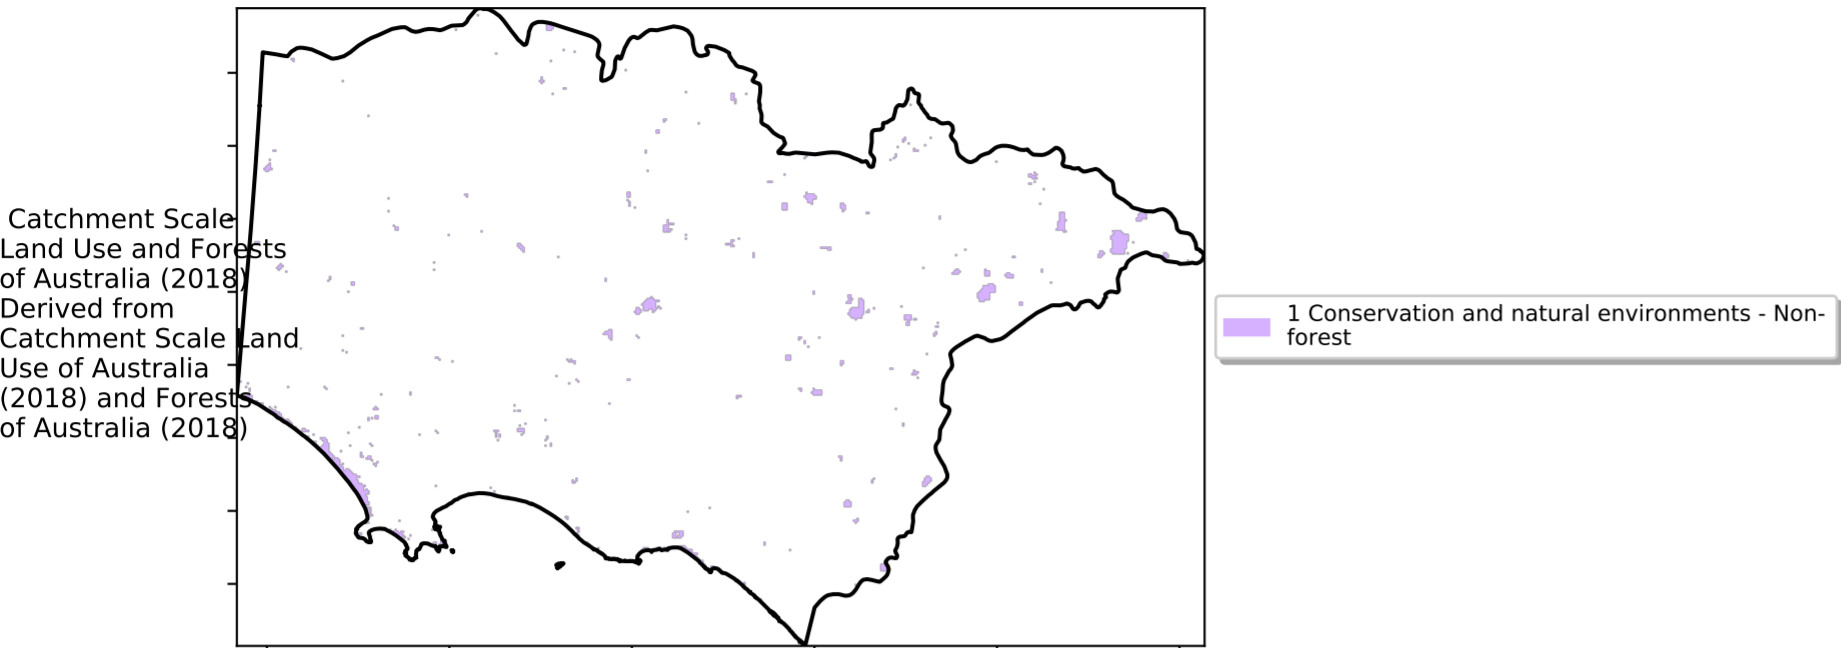 Catchment Scale
Land Use and Forests
of Australia (2018)
Derived from
Catchment Scale Land
Use of Australia
(2018) and Forests
of Australia (2018)
1 Conservation and natural environments - Non-
forest